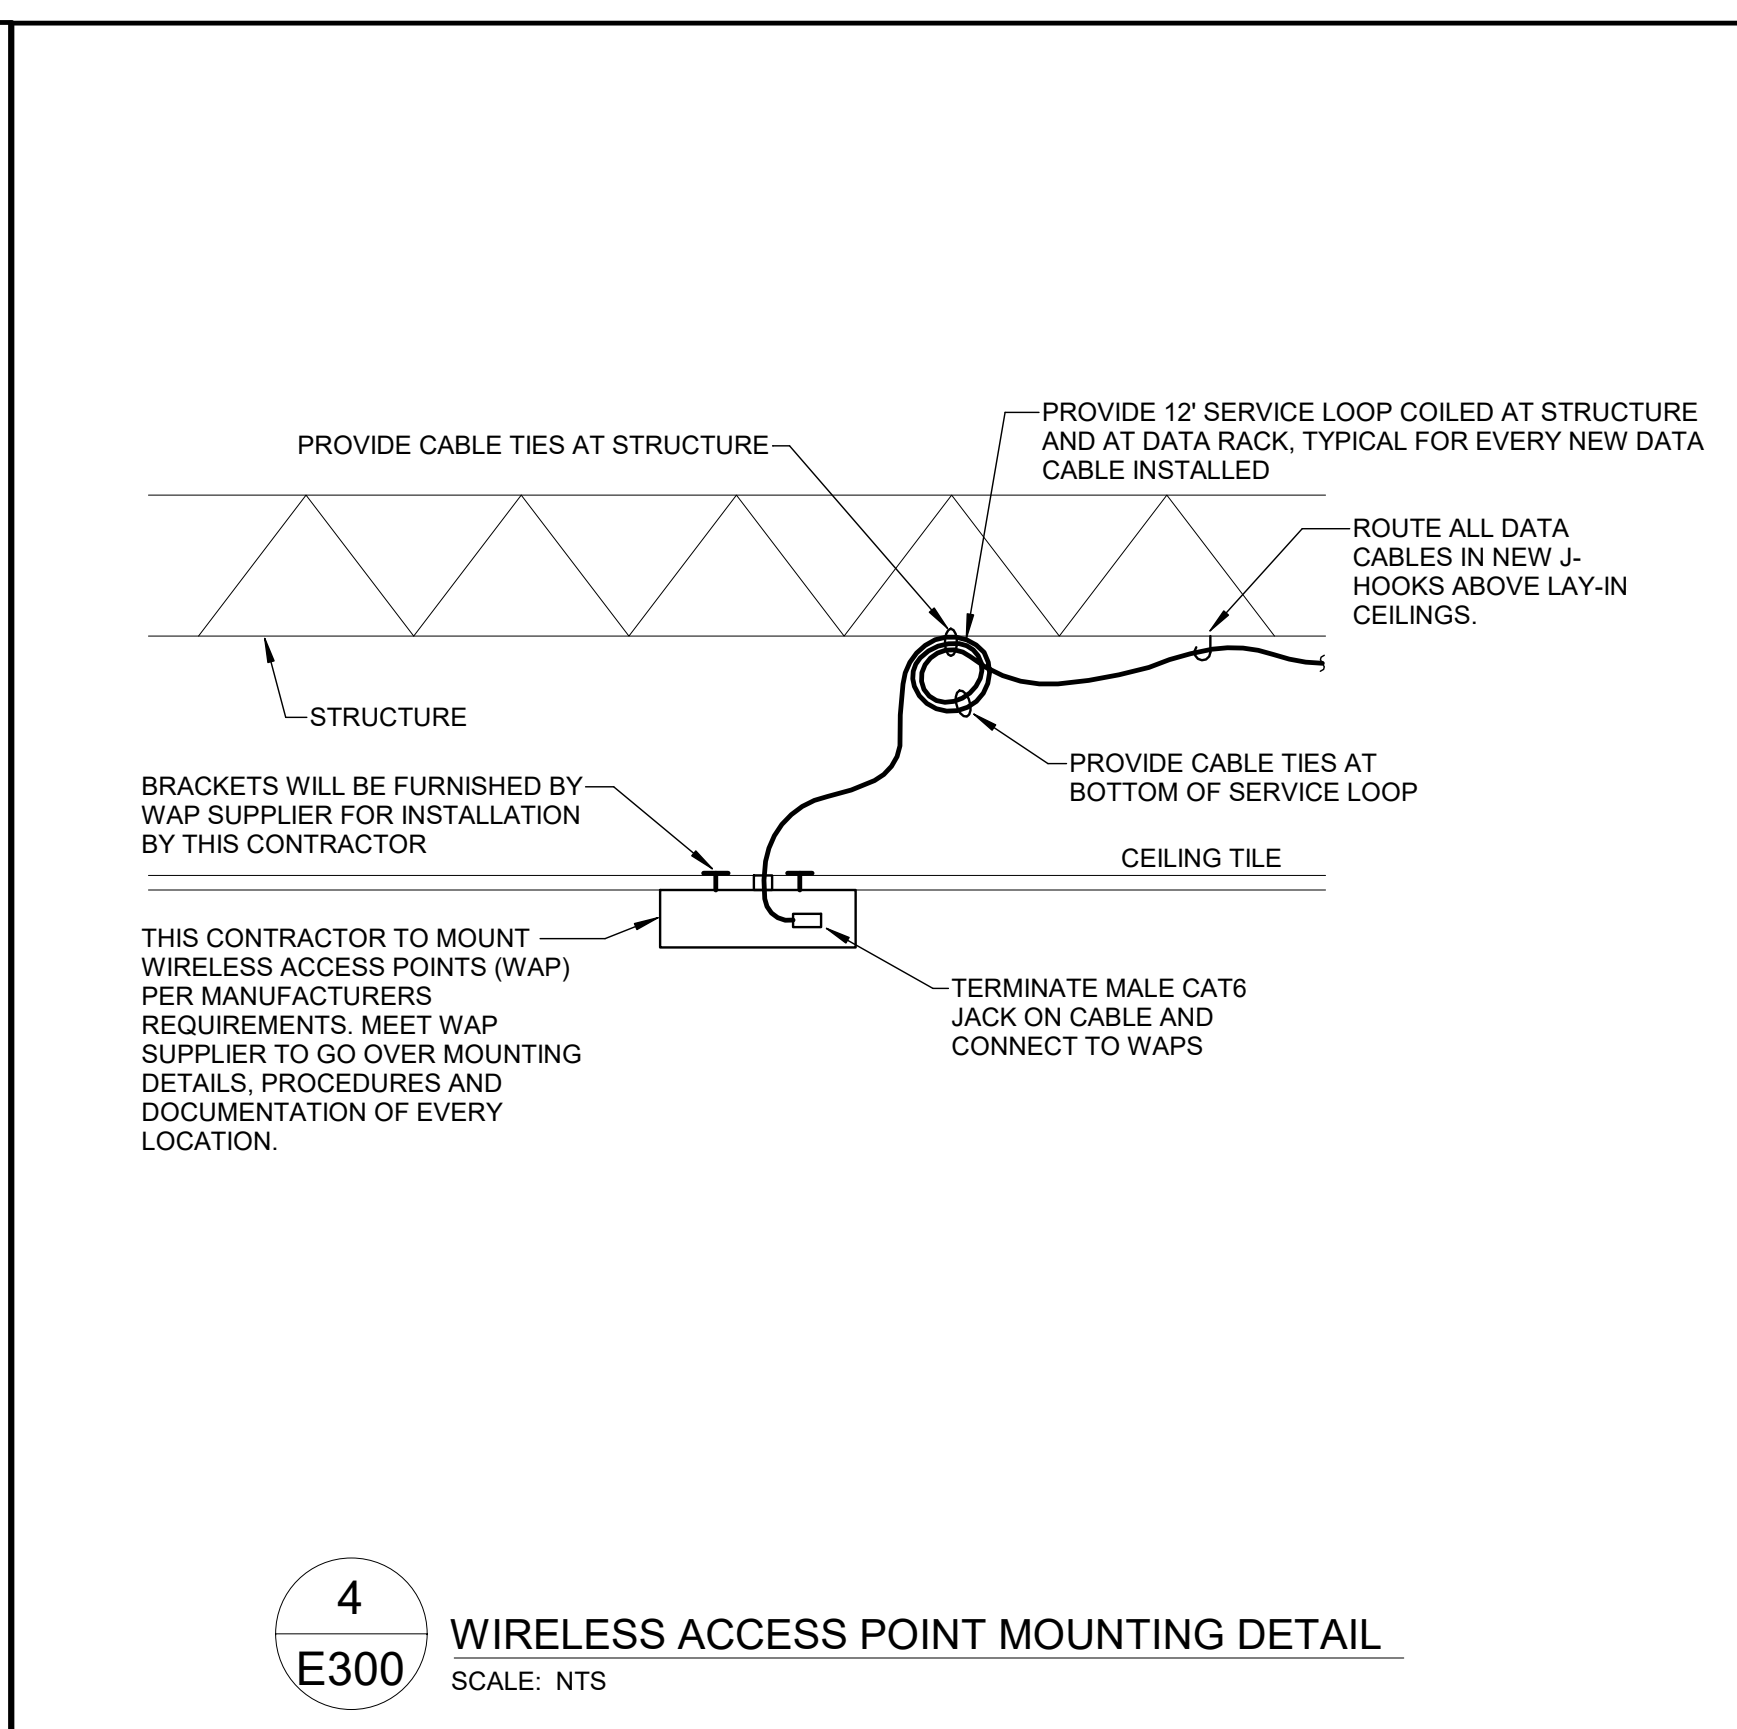 PROVIDE 12' SERVICE LOOP COILED AT STRUCTURE
AND AT DATA RACK, TYPICAL FOR EVERY NEW DATA
CABLE INSTALLED
PROVIDE CABLE TIES AT STRUCTURE
ROUTE ALL DATA
CABLES IN NEW J-
HOOKS ABOVE LAY-IN
CEILINGS.
STRUCTURE
PROVIDE CABLE TIES AT
BOTTOM OF SERVICE LOOP
BRACKETS WILL BE FURNISHED BY
WAP SUPPLIER FOR INSTALLATION
BY THIS CONTRACTOR
CEILING TILE
THIS CONTRACTOR TO MOUNT
WIRELESS ACCESS POINTS (WAP)
PER MANUFACTURERS
REQUIREMENTS. MEET WAP
SUPPLIER TO GO OVER MOUNTING
DETAILS, PROCEDURES AND
DOCUMENTATION OF EVERY
LOCATION.
TERMINATE MALE CAT6
JACK ON CABLE AND
CONNECT TO WAPS
4
E300
WIRELESS ACCESS POINT MOUNTING DETAIL
SCALE: NTS